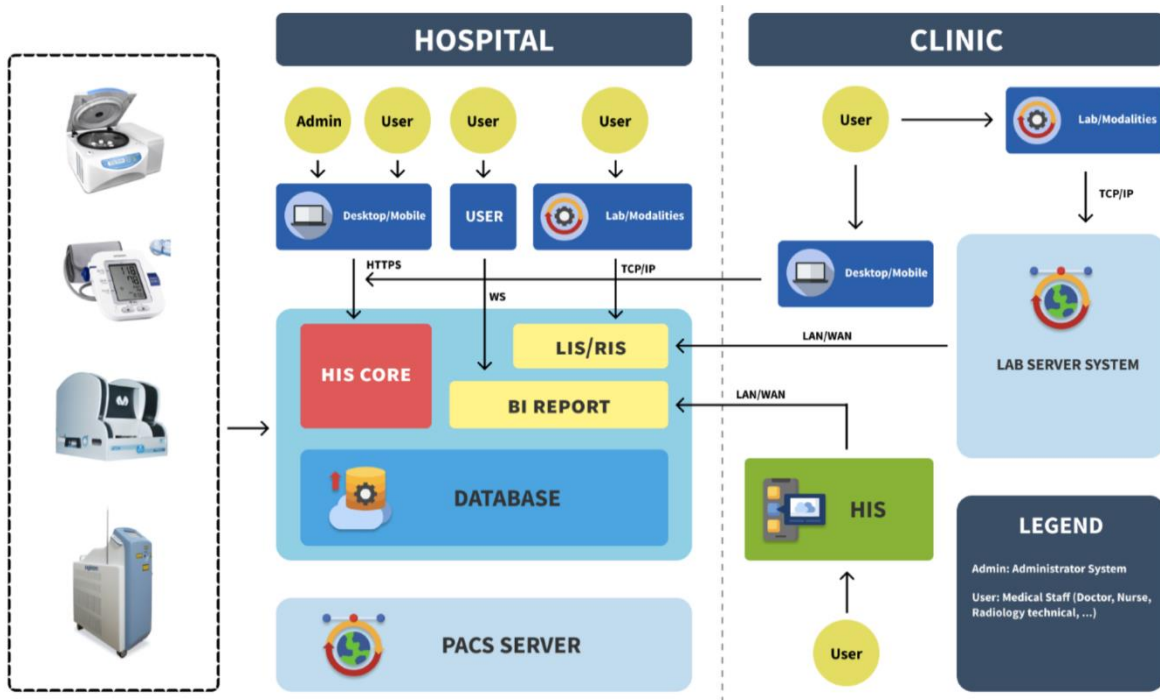 HOSPITAL
CLINIC
Admin
User
User
User
User
Lab/Modalities
Desktop/Mobile
USER
Lab/Modalities
TCP/IP
HTTPS
TCP/IP
Desktop/Mobile
WS
LIS/RIS
LAN/WAN
HIS CORE
LAB SERVER SYSTEM
BI REPORT
LAN/WAN
DATABASE
HIS
LEGEND
Admin: Administrator System
User: Medical Staff (Doctor, Nurse,
Radiology technical, ...)
PACS SERVER
User